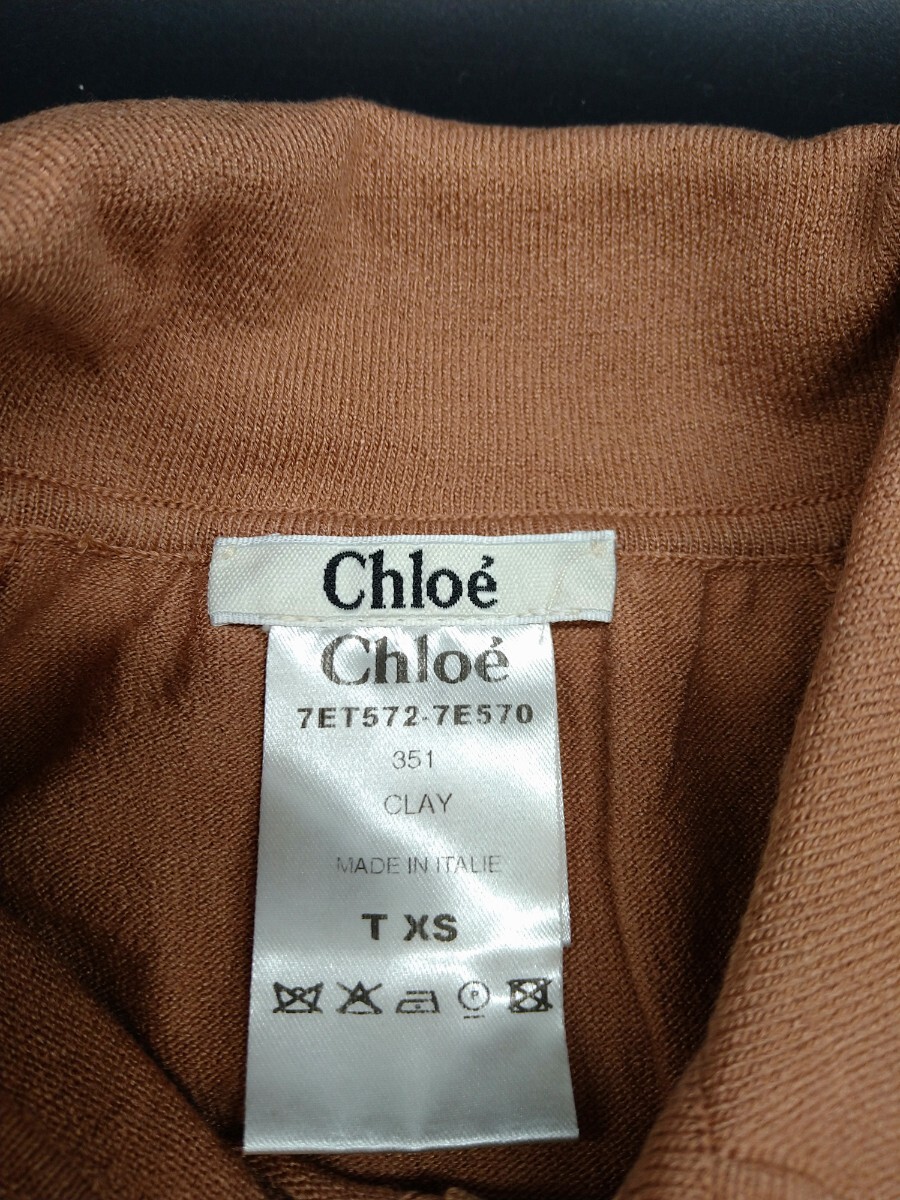 Chloé
Chloé
7ET572-7E570
351
CLAY
MADE IN ITALIE
T XS
P